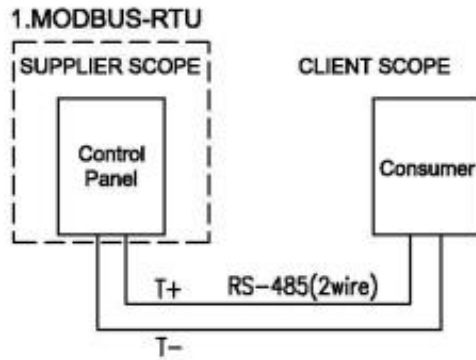 1.MODBUS-RTU
SUPPLIER SCOPE
CLIENT SCOPE
Control
Panel
Consumer
T+
RS-485(2wire)
T-